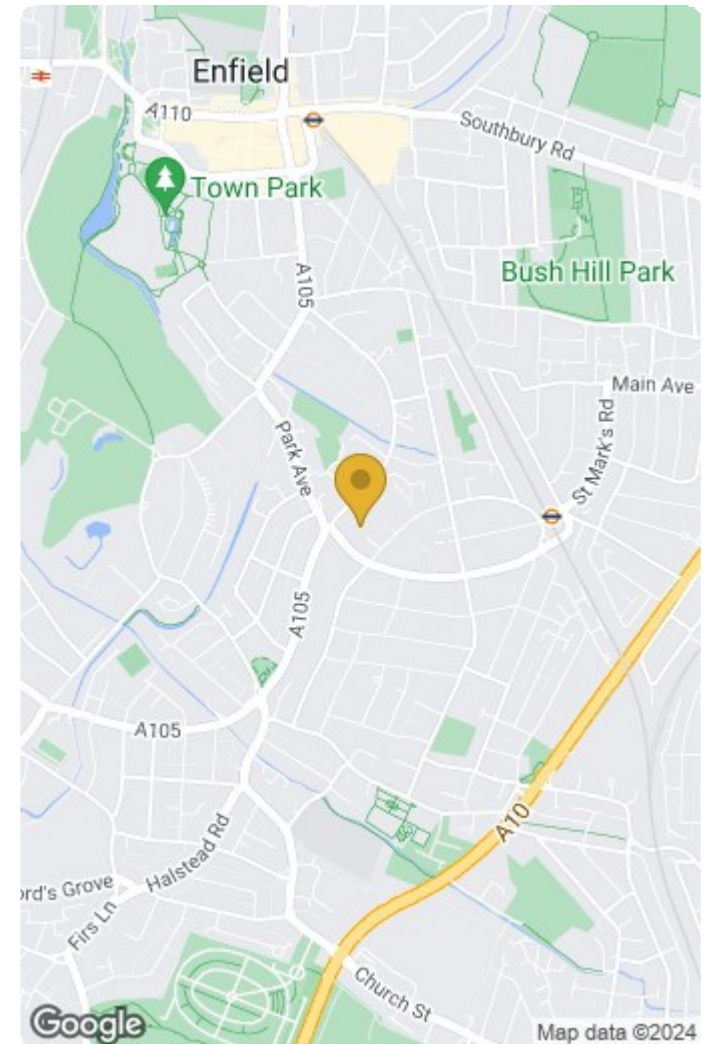 Enfield
A110
Southbury Rd
Town Park
Bush Hill Park
A105
Main Ave
St Mark's Rd
Park Ave
A105
A105
A10
Halstead Rd
ord's Grove
Firs Ln
Church St
Google
Map data ©2024